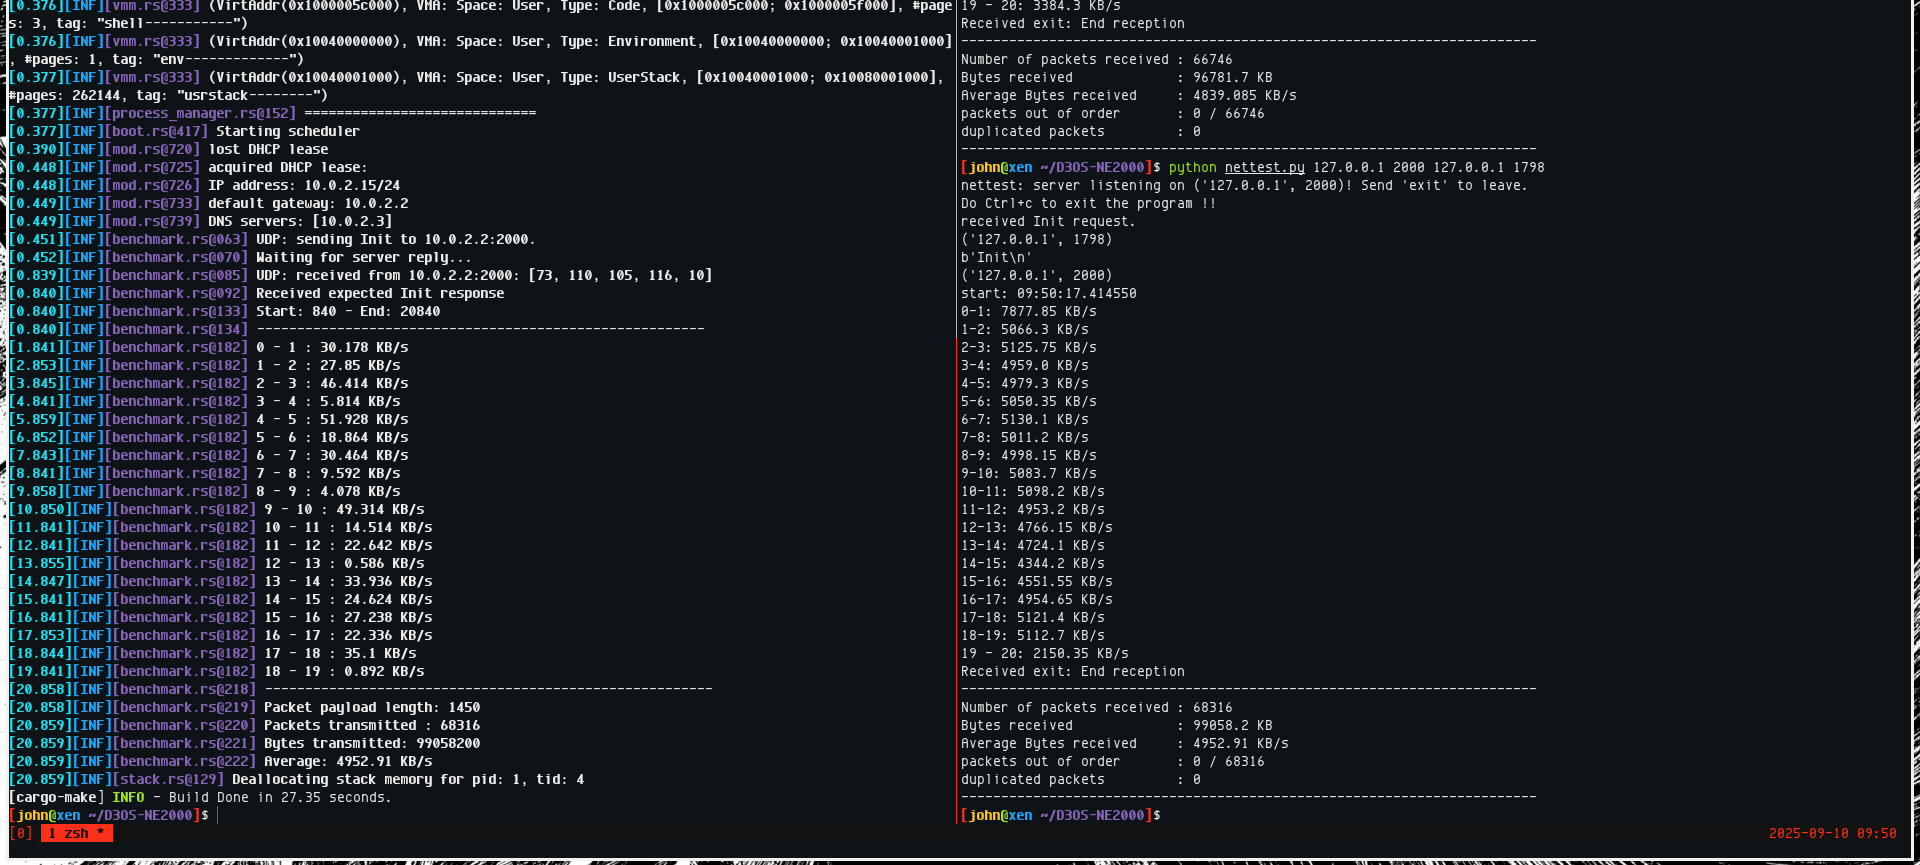 [0.376][INF][vmm.rs@333] (VirtAddr(0x1000005c000), VMA: Space: User, Type: Code, [0x1000005c000; 0x1000005f000], #page
s: 3, tag: "shell-----------")
[0.376][INF][vmm.rs@333] (VirtAddr(0x10040000000), VMA: Space: User, Type: Environment, [0x10040000000; 0x10040001000]
, #pages: 1, tag: "env-------------")
[0.377][INF][vmm.rs@333] (VirtAddr(0x10040001000), VMA: Space: User, Type: UserStack, [0x10040001000; 0x10080001000],
#pages: 262144, tag: "usrstack--------")
[0.377][INF][process_manager.rs@152] =============================
[0.377][INF][boot.rs@417] Starting scheduler
[0.390][INF][mod.rs@720] lost DHCP lease
[0.448][INF][mod.rs@725] acquired DHCP lease:
[0.448][INF][mod.rs@726] IP address: 10.0.2.15/24
[0.449][INF][mod.rs@733] default gateway: 10.0.2.2
[0.449][INF][mod.rs@739] DNS servers: [10.0.2.3]
[0.451][INF][benchmark.rs@063] UDP: sending Init to 10.0.2.2:2000.
[0.452][INF][benchmark.rs@070] Waiting for server reply...
[0.839][INF][benchmark.rs@085] UDP: received from 10.0.2.2:2000: [73, 110, 105, 116, 10]
[0.840][INF][benchmark.rs@092] Received expected Init response
[0.840][INF][benchmark.rs@133] Start: 840 - End: 20840
[0.840][INF][benchmark.rs@134] --------------------------------------------------------
[1.841][INF][benchmark.rs@182] 0 - 1 : 30.178 KB/s
[2.853][INF][benchmark.rs@182] 1 - 2 : 27.85 KB/s
[3.845][INF][benchmark.rs@182] 2 - 3 : 46.414 KB/s
[4.841][INF][benchmark.rs@182] 3 - 4 : 5.814 KB/s
[5.859][INF][benchmark.rs@182] 4 - 5 : 51.928 KB/s
[6.852][INF][benchmark.rs@182] 5 - 6 : 18.864 KB/s
[7.843][INF][benchmark.rs@182] 6 - 7 : 30.464 KB/s
[8.841][INF][benchmark.rs@182] 7 - 8 : 9.592 KB/s
[9.858][INF][benchmark.rs@182] 8 - 9 : 4.078 KB/s
[10.850][INF][benchmark.rs@182] 9 - 10 : 49.314 KB/s
[11.841][INF][benchmark.rs@182] 10 - 11 : 14.514 KB/s
[12.841][INF][benchmark.rs@182] 11 - 12 : 22.642 KB/s
[13.855][INF][benchmark.rs@182] 12 - 13 : 0.586 KB/s
[14.847][INF][benchmark.rs@182] 13 - 14 : 33.936 KB/s
[15.841][INF][benchmark.rs@182] 14 - 15 : 24.624 KB/s
[16.841][INF][benchmark.rs@182] 15 - 16 : 27.238 KB/s
[17.853][INF][benchmark.rs@182] 16 - 17 : 22.336 KB/s
[18.844][INF][benchmark.rs@182] 17 - 18 : 35.1 KB/s
[19.841][INF][benchmark.rs@182] 18 - 19 : 0.892 KB/s
[20.858][INF][benchmark.rs@218] --------------------------------------------------------
[20.858][INF][benchmark.rs@219] Packet payload length: 1450
[20.859][INF][benchmark.rs@220] Packets transmitted : 68316
[20.859][INF][benchmark.rs@221] Bytes transmitted: 99058200
[20.859][INF][benchmark.rs@222] Average: 4952.91 KB/s
[20.859][INF][stack.rs@129] Deallocating stack memory for pid: 1, tid: 4
[cargo-make] INFO - Build Done in 27.35 seconds.
[john@xen ~/D3OS-NE2000]$
19 - 20: 3384.3 KB/s
Received exit: End reception
------------------------------------------------------------------------
Number of packets received : 66746
Bytes received : 96781.7 KB
Average Bytes received : 4839.085 KB/s
packets out of order : 0 / 66746
duplicated packets : 0
------------------------------------------------------------------------
[john@xen ~/D3OS-NE2000]$ python nettest.py 127.0.0.1 2000 127.0.0.1 1798
nettest: server listening on ('127.0.0.1', 2000)! Send 'exit' to leave.
Do Ctrl+c to exit the program !!
received Init request.
('127.0.0.1', 1798)
b'Init\n'
('127.0.0.1', 2000)
start: 09:50:17.414550
0-1: 7877.85 KB/s
1-2: 5066.3 KB/s
2-3: 5125.75 KB/s
3-4: 4959.0 KB/s
4-5: 4979.3 KB/s
5-6: 5050.35 KB/s
6-7: 5130.1 KB/s
7-8: 5011.2 KB/s
8-9: 4998.15 KB/s
9-10: 5083.7 KB/s
10-11: 5098.2 KB/s
11-12: 4953.2 KB/s
12-13: 4766.15 KB/s
13-14: 4724.1 KB/s
14-15: 4344.2 KB/s
15-16: 4551.55 KB/s
16-17: 4954.65 KB/s
17-18: 5121.4 KB/s
18-19: 5112.7 KB/s
19 - 20: 2150.35 KB/s
Received exit: End reception
------------------------------------------------------------------------
Number of packets received : 68316
Bytes received : 99058.2 KB
Average Bytes received : 4952.91 KB/s
packets out of order : 0 / 68316
duplicated packets : 0
------------------------------------------------------------------------
[john@xen ~/D3OS-NE2000]$
[0] 1 zsh *
2025-09-10 09:50